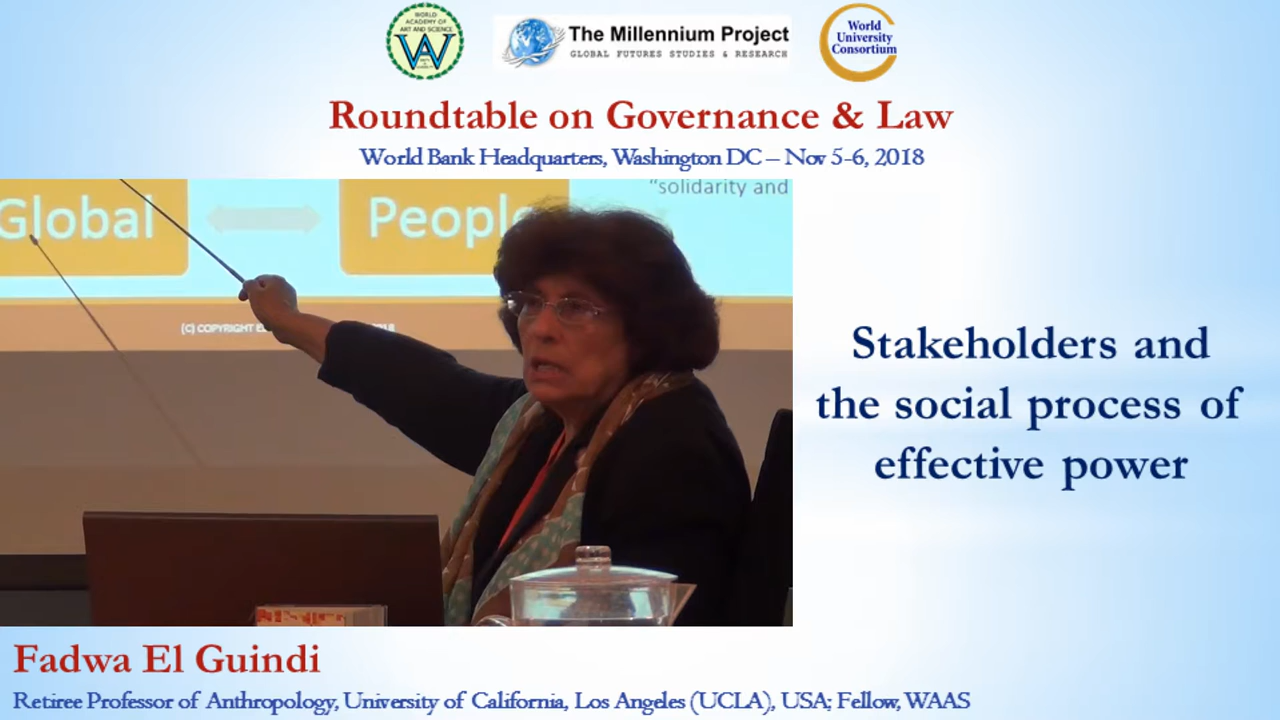 WORLD
ACADEMY OF
ART AND SCIENCE
The Millennium Project
GLOBAL FUTURES STUDIES & RESEARCH
World
University
Consortium
Roundtable on Governance & Law
World Bank Headquarters, Washington DC – Nov 5-6, 2018
"solidarity and
Global
People
(C) COPYRIGHT
Stakeholders and
the social process of
effective power
Fadwa El Guindi
Retiree Professor of Anthropology, University of California, Los Angeles (UCLA), USA; Fellow, WAAS